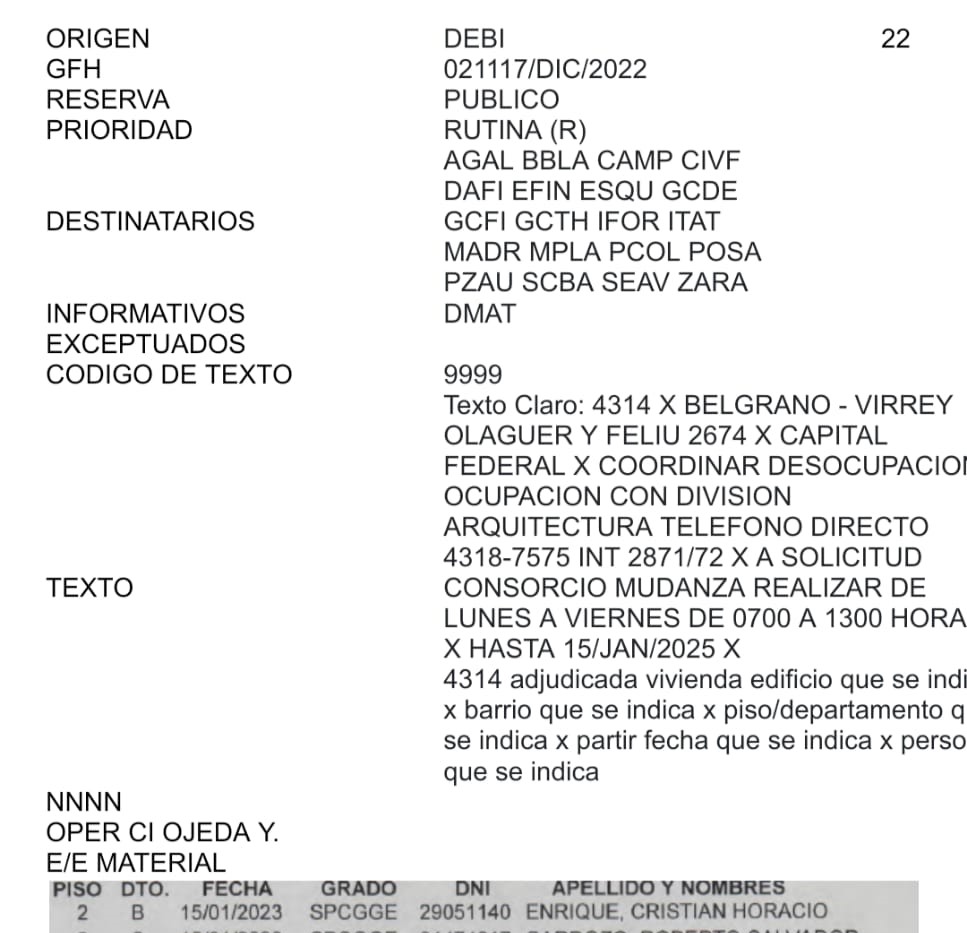 ORIGEN DEBI 22
GFH 021117/DIC/2022
RESERVA PUBLICO
PRIORIDAD RUTINA (R)
AGAL BBLA CAMP CIVF
DAFI EFIN ESQU GCDE
DESTINATARIOS GCFI GCTH IFOR ITAT
MADR MPLA PCOL POSA
PZAU SCBA SEAV ZARA
INFORMATIVOS DMAT
EXCEPTUADOS
CODIGO DE TEXTO 9999
Texto Claro: 4314 X BELGRANO - VIRREY
OLAGUER Y FELIU 2674 X CAPITAL
FEDERAL X COORDINAR DESOCUPACIO
OCUPACION CON DIVISION
ARQUITECTURA TELEFONO DIRECTO
4318-7575 INT 2871/72 X A SOLICITUD
TEXTO CONSORCIO MUDANZA REALIZAR DE
LUNES A VIERNES DE 0700 A 1300 HORA
X HASTA 15/JAN/2025 X
4314 adjudicada vivienda edificio que se indi
x barrio que se indica x piso/departamento q
se indica x partir fecha que se indica x perso
que se indica
NNNN
OPER CI OJEDA Y.
E/E MATERIAL
PISO DTO. FECHA GRADO DNI APELLIDO Y NOMBRES
2 B 15/01/2023 SPCGGE 29051140 ENRIQUE, CRISTIAN HORACIO